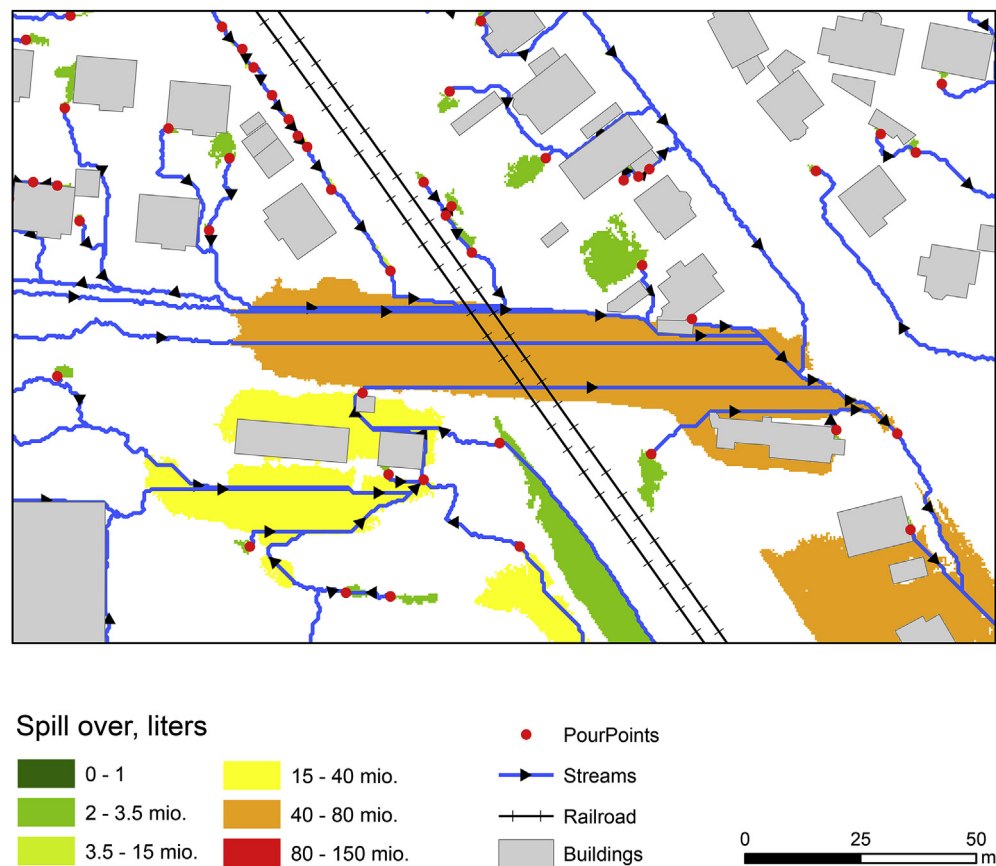 Spill over, liters
0 - 1
2 - 3.5 mio.
3.5 - 15 mio.
15 - 40 mio.
40 - 80 mio.
80 - 150 mio.
PourPoints
Streams
Railroad
Buildings
0 25 50
m